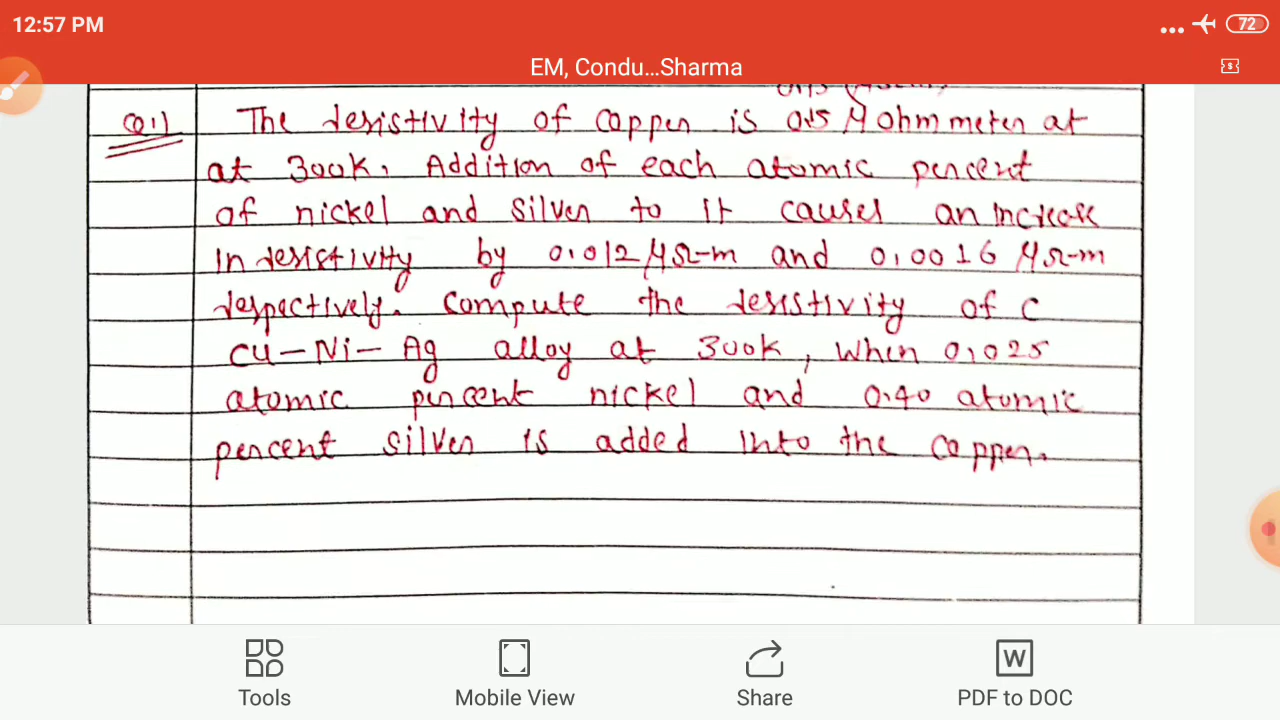 12:57 PM
72
EM, Condu...Sharma
Q.1) The resistivity of copper is 0.15 μ ohm meter at
at 300K. Addition of each atomic percent
of nickel and silver to it causes an increase
in resistivity by 0.012 μΩ-m and 0.0016 μΩ-m
respectively. Compute the resistivity of C
Cu-Ni-Ag alloy at 300K, when 0.025
atomic percent nickel and 0.40 atomic
percent silver is added into the copper.
Tools
Mobile View
Share
W
PDF to DOC